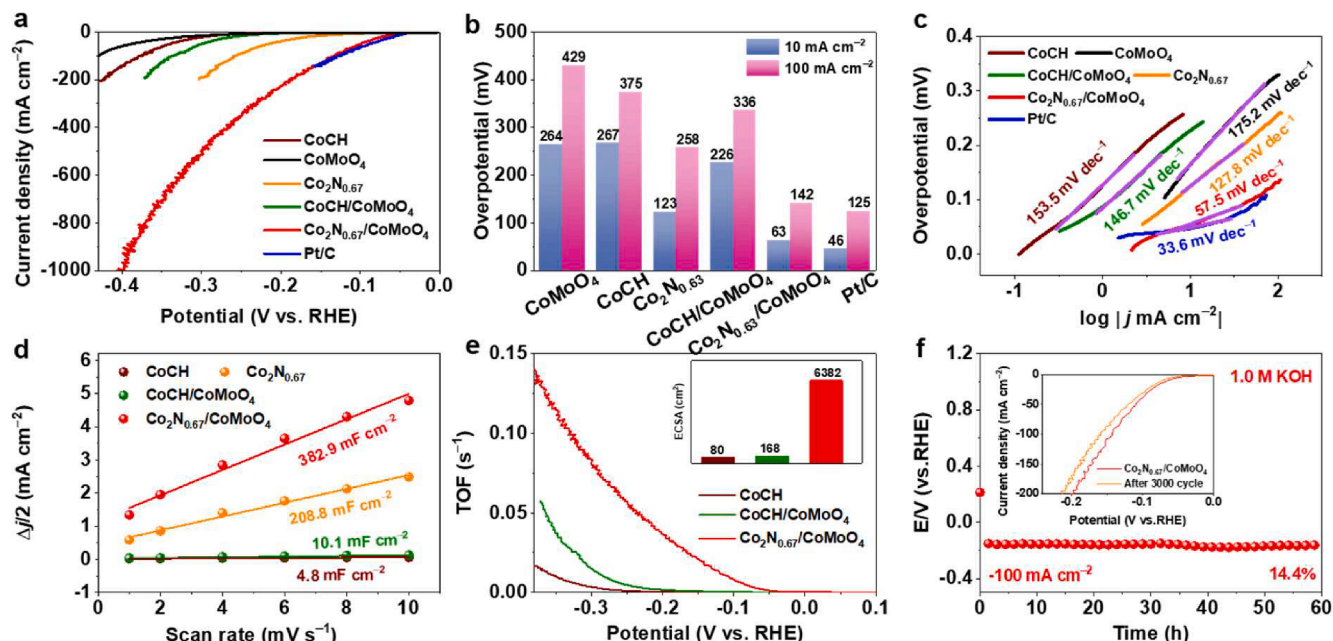 a
Current density (mA cm⁻²)
0
-200
-400
-600
-800
-1000
-0.4
-0.3
-0.2
-0.1
0.0
Potential (V vs. RHE)
CoCH
CoMoO₄
Co₂N₀.₆₇
CoCH/CoMoO₄
Co₂N₀.₆₇/CoMoO₄
Pt/C
b
Overpotential (mV)
500
400
300
200
100
0
10 mA cm⁻²
100 mA cm⁻²
264
429
267
375
123
258
226
336
63
142
46
125
CoMoO₄
CoCH
Co₂N₀.₆₃
CoCH/CoMoO₄
Co₂N₀.₆₃/CoMoO₄
Pt/C
c
Overpotential (mV)
0.4
0.3
0.2
0.1
0.0
-1
0
1
2
log | j mA cm⁻²|
CoCH
CoMoO₄
CoCH/CoMoO₄
Co₂N₀.₆₇
Co₂N₀.₆₇/CoMoO₄
Pt/C
153.5 mV dec⁻¹
146.7 mV dec⁻¹
175.2 mV dec⁻¹
127.8 mV dec⁻¹
57.5 mV dec⁻¹
33.6 mV dec⁻¹
d
Δj/2 (mA cm⁻²)
6
5
4
3
2
1
0
-1
0
2
4
6
8
10
Scan rate (mV s⁻¹)
CoCH
Co₂N₀.₆₇
CoCH/CoMoO₄
Co₂N₀.₆₇/CoMoO₄
382.9 mF cm⁻²
208.8 mF cm⁻²
10.1 mF cm⁻²
4.8 mF cm⁻²
e
TOF (s⁻¹)
0.15
0.10
0.05
0.00
-0.3
-0.2
-0.1
0.0
0.1
Potential (V vs. RHE)
ECSA (cm²)
80
168
6382
CoCH
CoCH/CoMoO₄
Co₂N₀.₆₇/CoMoO₄
f
E/V (vs.RHE)
1.2
0.8
0.4
0.0
-0.4
0
10
20
30
40
50
60
Time (h)
1.0 M KOH
-100 mA cm⁻²
14.4%
Current density (mA cm⁻²)
0
-50
-100
-150
-200
-0.2
-0.1
0.0
Potential (V vs.RHE)
Co₂N₀.₆₇/CoMoO₄
After 3000 cycle